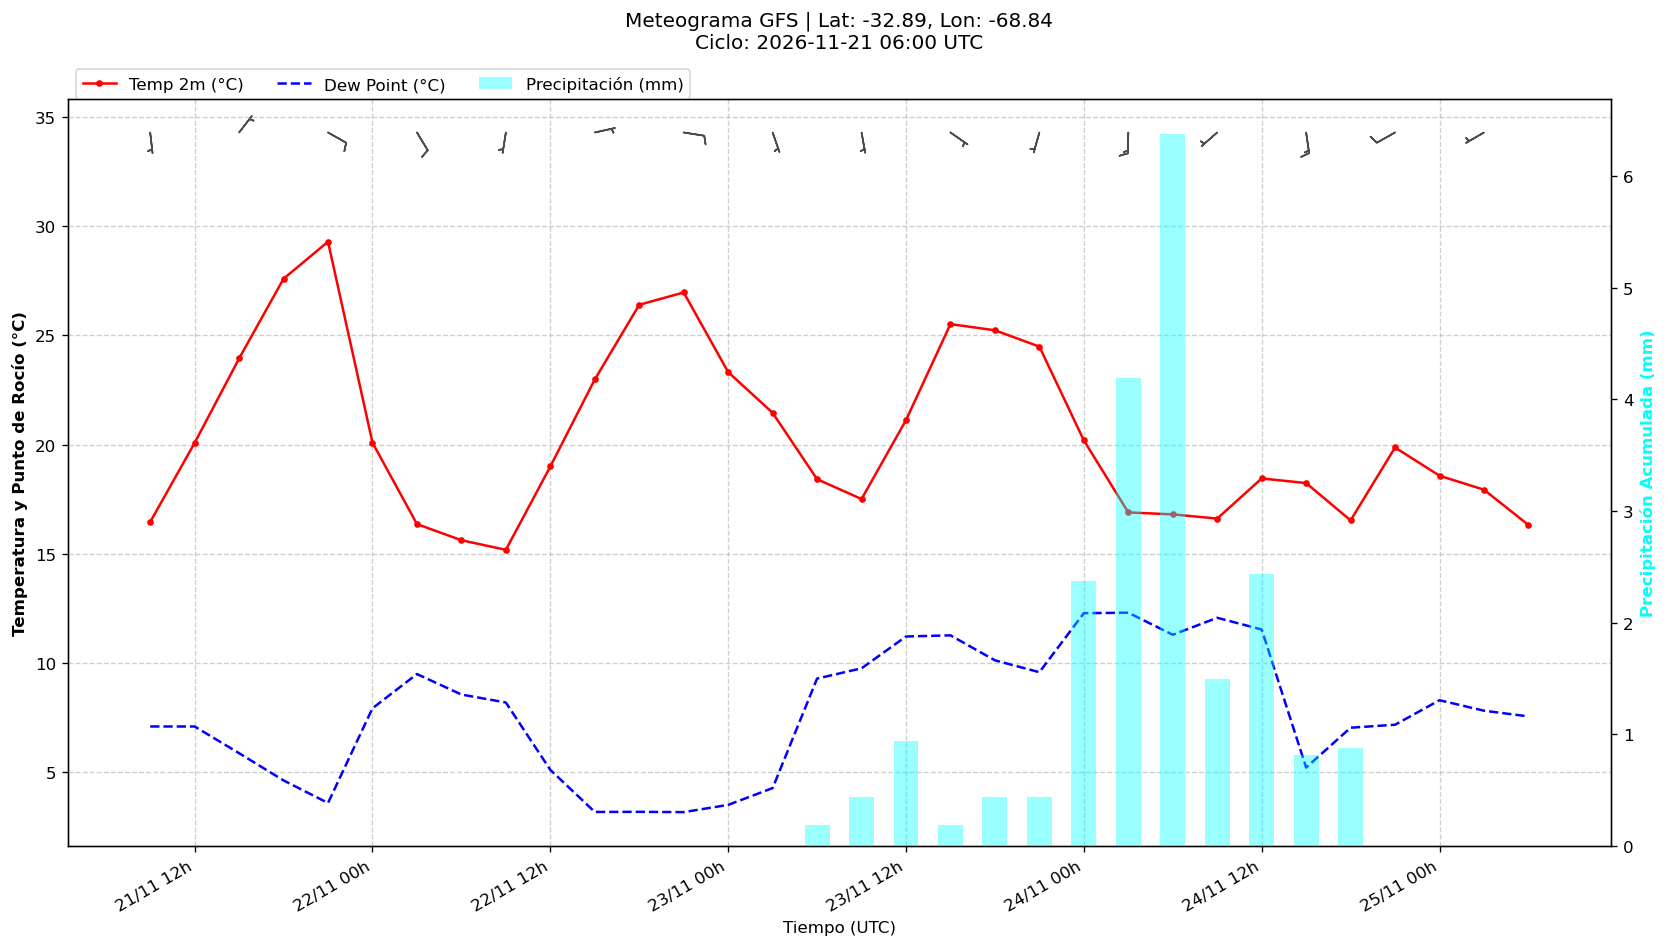 Meteograma GFS | Lat: -32.89, Lon: -68.84
Ciclo: 2026-11-21 06:00 UTC
Temp 2m (°C)
Dew Point (°C)
Precipitación (mm)
Temperatura y Punto de Rocío (°C)
35
30
25
20
15
10
5
6
5
4
3
2
1
0
Precipitación Acumulada (mm)
21/11 12h
22/11 00h
22/11 12h
23/11 00h
23/11 12h
24/11 00h
24/11 12h
25/11 00h
Tiempo (UTC)